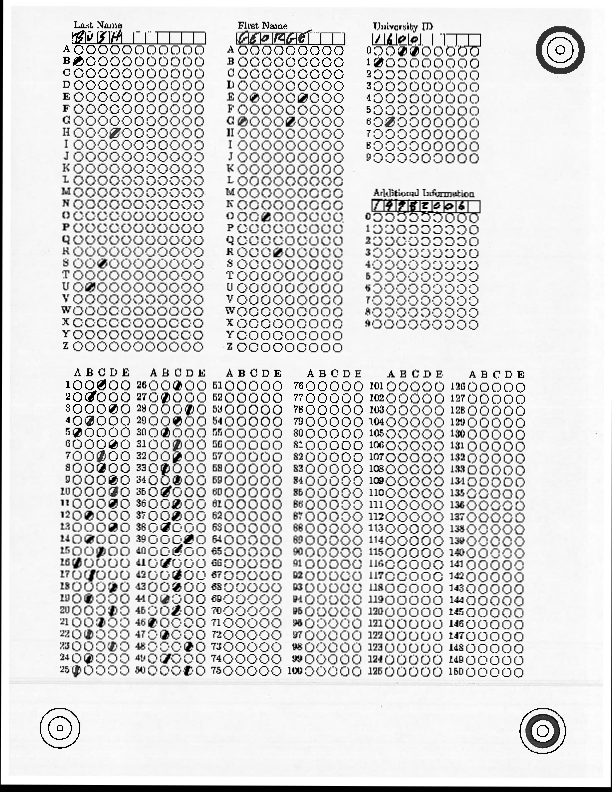 Last Name
BUSH
First Name
GEORGE
University ID
1600
Additional Information
19982006
A
B
C
D
E
F
G
H
I
J
K
L
M
N
O
P
Q
R
S
T
U
V
W
X
Y
Z
A
B
C
D
E
F
G
H
I
J
K
L
M
N
O
P
Q
R
S
T
U
V
W
X
Y
Z
0
1
2
3
4
5
6
7
8
9
0
1
2
3
4
5
6
7
8
9
A B C D E A B C D E A B C D E A B C D E A B C D E A B C D E
1 26 51 76 101 126
2 27 52 77 102 127
3 28 53 78 103 128
4 29 54 79 104 129
5 30 55 80 105 130
6 31 56 81 106 131
7 32 57 82 107 132
8 33 58 83 108 133
9 34 59 84 109 134
10 35 60 85 110 135
11 36 61 86 111 136
12 37 62 87 112 137
13 38 63 88 113 138
14 39 64 89 114 139
15 40 65 90 115 140
16 41 66 91 116 141
17 42 67 92 117 142
18 43 68 93 118 143
19 44 69 94 119 144
20 45 70 95 120 145
21 46 71 96 121 146
22 47 72 97 122 147
23 48 73 98 123 148
24 49 74 99 124 149
25 50 75 100 125 150